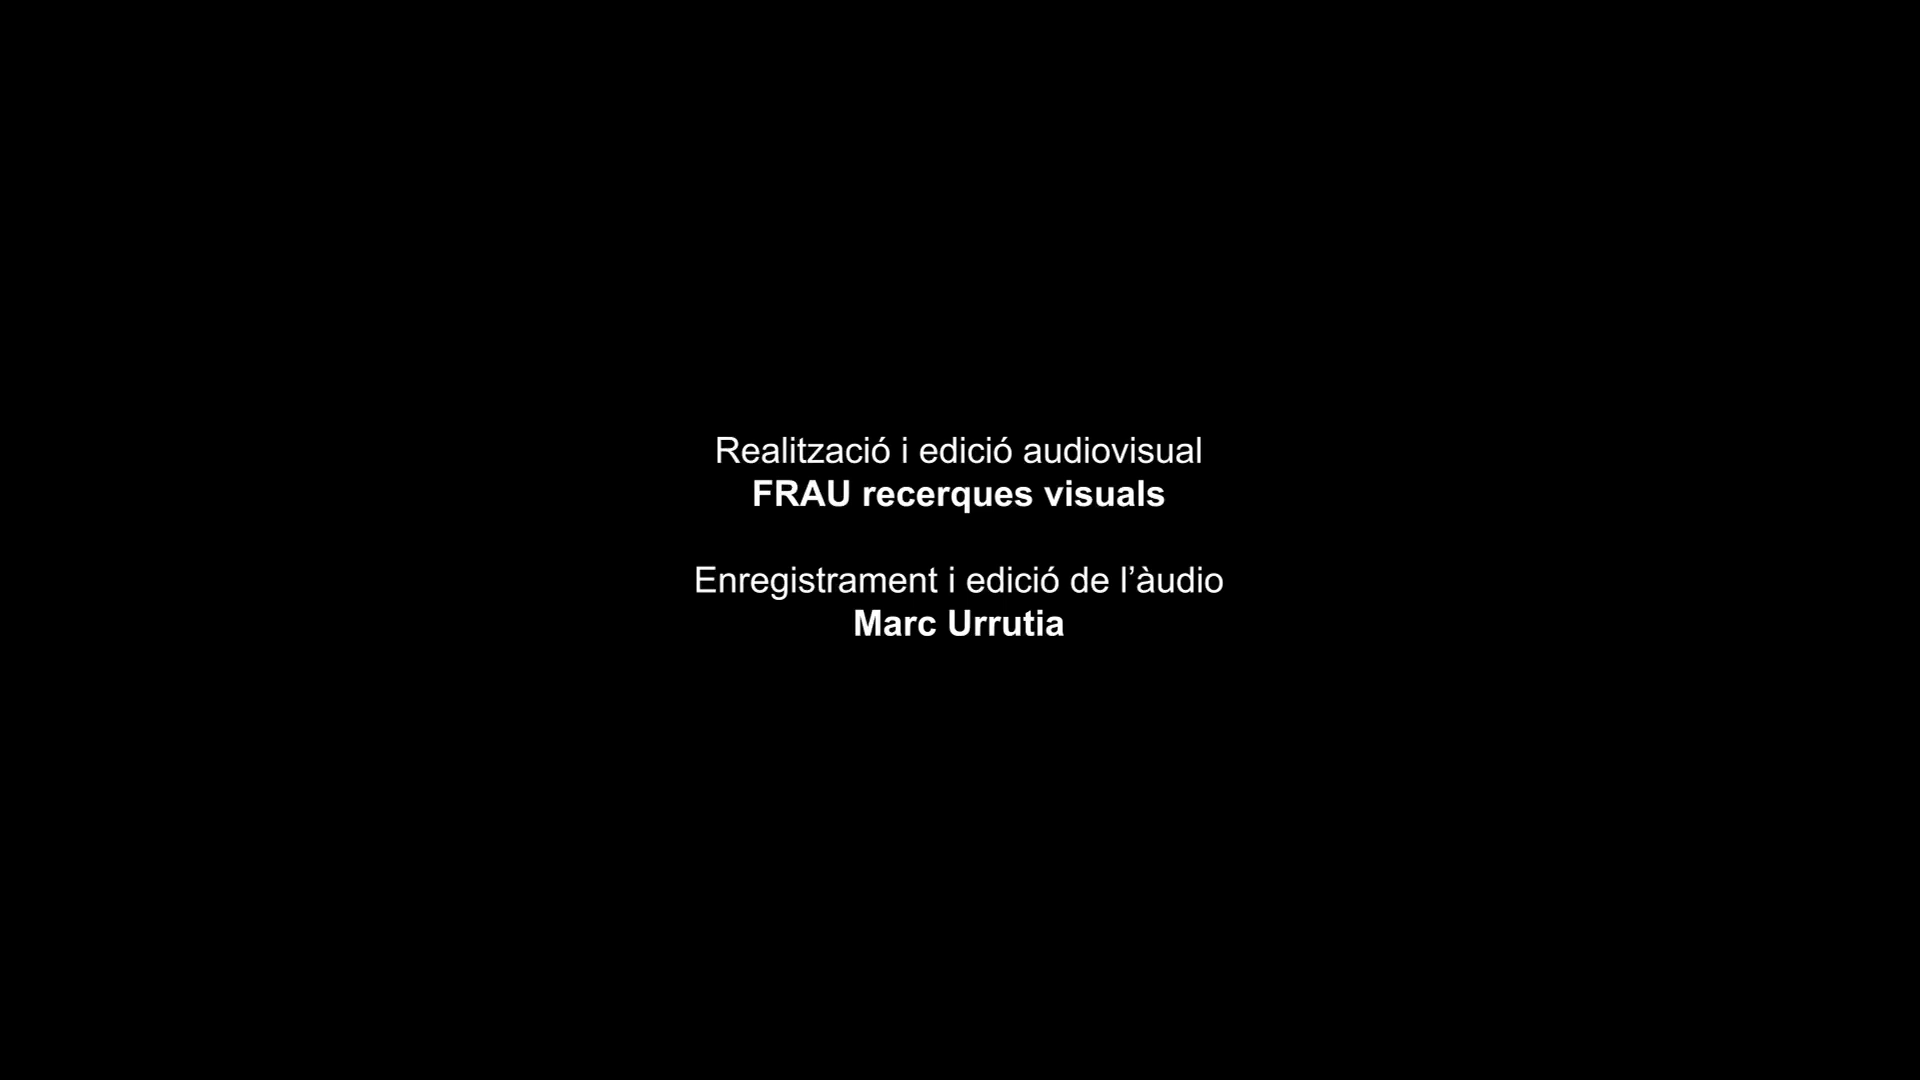 Realització i edició audiovisual
FRAU recerques visuals
Enregistrament i edició de l’àudio
Marc Urrutia